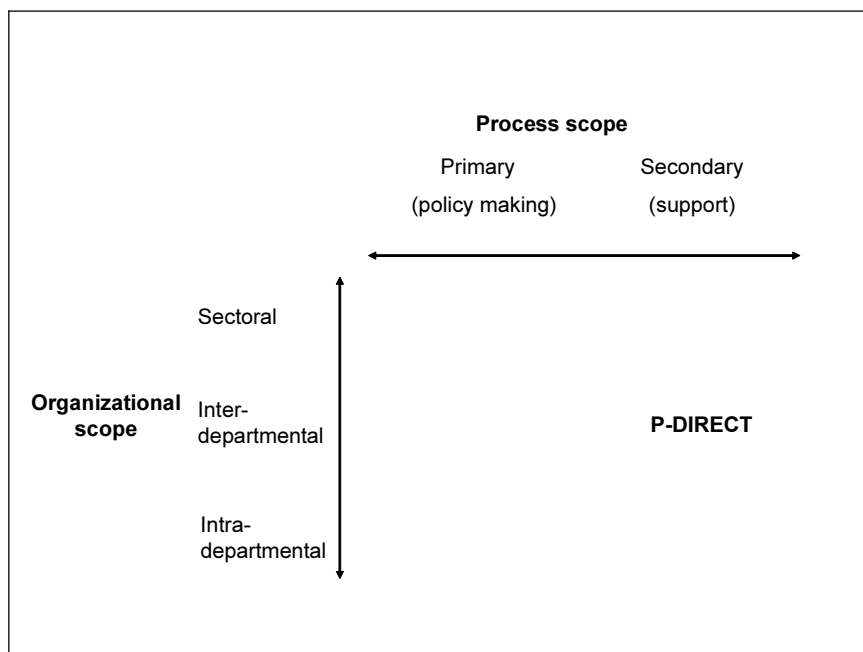 Process scope
Primary
Secondary
(policy making)
(support)
Sectoral
Organizational
scope
Inter-
departmental
P-DIRECT
Intra-
departmental